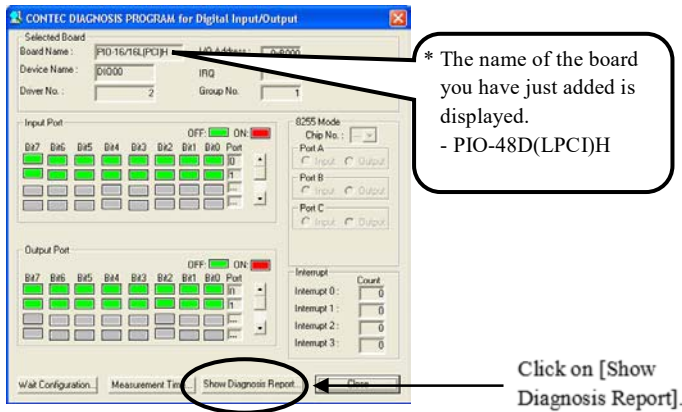 CONTEC DIAGNOSIS PROGRAM for Digital Input/Output
Selected Board
Board Name : PIO-16/16L(PCI)H I/O Address :
Device Name : DIO00 IRQ
Driver No. : 2 Group No. 1
* The name of the board
you have just added is
displayed.
- PIO-48D(LPCI)H
Input Port
OFF: ON:
Bit7 Bit6 Bit5 Bit4 Bit3 Bit2 Bit1 Bit0 Port
0
1
---
---
8255 Mode
Chip No. : ---
Port A
Input Output
Port B
Input Output
Port C
Input Output
Output Port
OFF: ON:
Bit7 Bit6 Bit5 Bit4 Bit3 Bit2 Bit1 Bit0 Port
0
1
---
---
Interrupt
Count
Interrupt 0 : 0
Interrupt 1 : 0
Interrupt 2 : 0
Interrupt 3 : 0
Wait Configuration... Measurement Time... Show Diagnosis Report... Close
Click on [Show
Diagnosis Report].